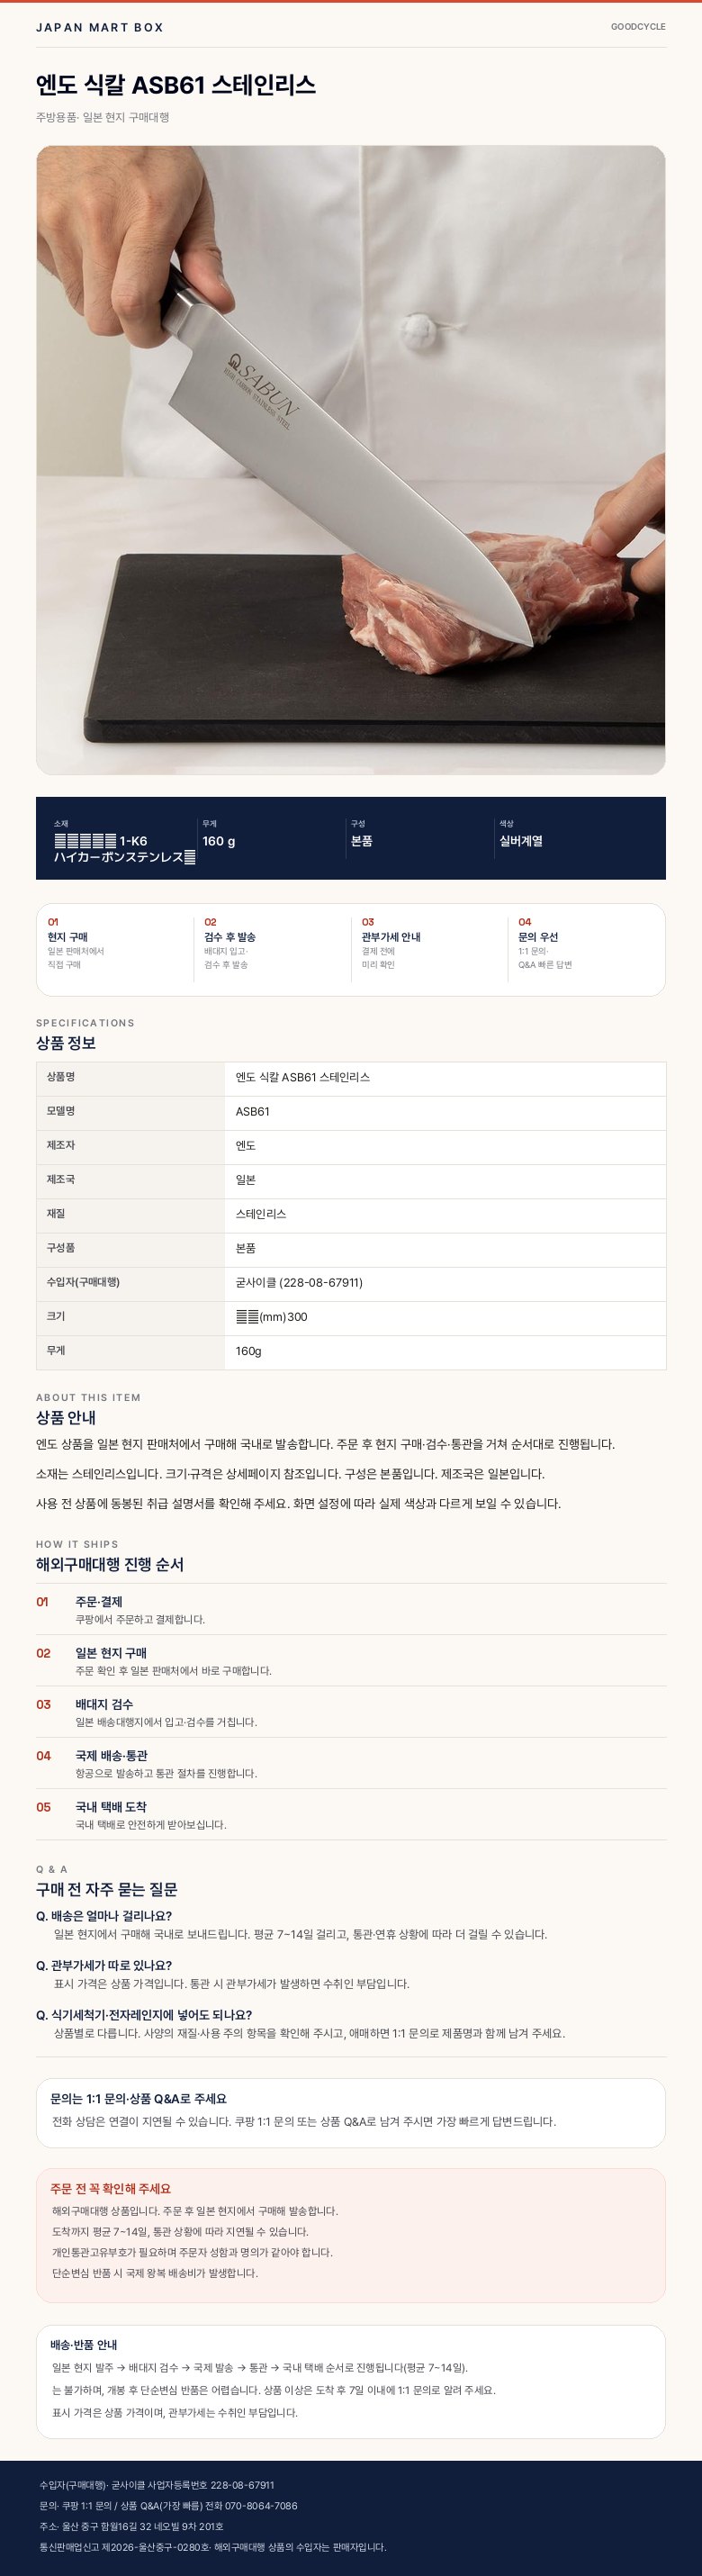 JAPAN MART BOX
GOODCYCLE
엔도 식칼 ASB61 스테인리스
주방용품· 일본 현지 구매대행
SABUN
HIGH CARBON STAINLESS STEEL
소재
1-K6
ハイカーボンステンレス
무게
160 g
구성
본품
색상
실버계열
01
현지 구매
일본 판매처에서
직접 구매
02
검수 후 발송
배대지 입고·
검수 후 발송
03
관부가세 안내
결제 전에
미리 확인
04
문의 우선
1:1 문의·
Q&A 빠른 답변
SPECIFICATIONS
상품 정보
상품명 엔도 식칼 ASB61 스테인리스
모델명 ASB61
제조자 엔도
제조국 일본
재질 스테인리스
구성품 본품
수입자(구매대행) 굳사이클 (228-08-67911)
크기 (mm)300
무게 160g
ABOUT THIS ITEM
상품 안내
엔도 상품을 일본 현지 판매처에서 구매해 국내로 발송합니다. 주문 후 현지 구매·검수·통관을 거쳐 순서대로 진행됩니다.
소재는 스테인리스입니다. 크기·규격은 상세페이지 참조입니다. 구성은 본품입니다. 제조국은 일본입니다.
사용 전 상품에 동봉된 취급 설명서를 확인해 주세요. 화면 설정에 따라 실제 색상과 다르게 보일 수 있습니다.
HOW IT SHIPS
해외구매대행 진행 순서
01 주문·결제
쿠팡에서 주문하고 결제합니다.
02 일본 현지 구매
주문 확인 후 일본 판매처에서 바로 구매합니다.
03 배대지 검수
일본 배송대행지에서 입고·검수를 거칩니다.
04 국제 배송·통관
항공으로 발송하고 통관 절차를 진행합니다.
05 국내 택배 도착
국내 택배로 안전하게 받아보십니다.
Q & A
구매 전 자주 묻는 질문
Q. 배송은 얼마나 걸리나요?
일본 현지에서 구매해 국내로 보내드립니다. 평균 7~14일 걸리고, 통관·연휴 상황에 따라 더 걸릴 수 있습니다.
Q. 관부가세가 따로 있나요?
표시 가격은 상품 가격입니다. 통관 시 관부가세가 발생하면 수취인 부담입니다.
Q. 식기세척기·전자레인지에 넣어도 되나요?
상품별로 다릅니다. 사양의 재질·사용 주의 항목을 확인해 주시고, 애매하면 1:1 문의로 제품명과 함께 남겨 주세요.
문의는 1:1 문의·상품 Q&A로 주세요
전화 상담은 연결이 지연될 수 있습니다. 쿠팡 1:1 문의 또는 상품 Q&A로 남겨 주시면 가장 빠르게 답변드립니다.
주문 전 꼭 확인해 주세요
해외구매대행 상품입니다. 주문 후 일본 현지에서 구매해 발송합니다.
도착까지 평균 7~14일, 통관 상황에 따라 지연될 수 있습니다.
개인통관고유부호가 필요하며 주문자 성함과 명의가 같아야 합니다.
단순변심 반품 시 국제 왕복 배송비가 발생합니다.
배송·반품 안내
일본 현지 발주 → 배대지 검수 → 국제 발송 → 통관 → 국내 택배 순서로 진행됩니다(평균 7~14일).
는 불가하며, 개봉 후 단순변심 반품은 어렵습니다. 상품 이상은 도착 후 7일 이내에 1:1 문의로 알려 주세요.
표시 가격은 상품 가격이며, 관부가세는 수취인 부담입니다.
수입자(구매대행)· 굳사이클 사업자등록번호 228-08-67911
문의· 쿠팡 1:1 문의 / 상품 Q&A(가장 빠름) 전화 070-8064-7086
주소· 울산 중구 함월16길 32 네오빌 9차 201호
통신판매업신고 제2026-울산중구-0280호· 해외구매대행 상품의 수입자는 판매자입니다.